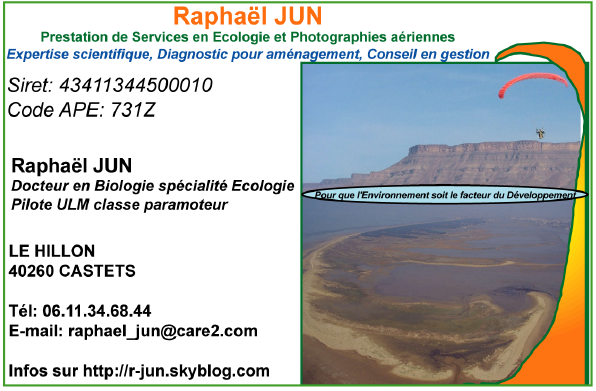 Raphaël JUN
Prestation de Services en Ecologie et Photographies aériennes
Expertise scientifique, Diagnostic pour aménagement, Conseil en gestion
Siret: 43411344500010
Code APE: 731Z
Raphaël JUN
Docteur en Biologie spécialité Ecologie
Pilote ULM classe paramoteur
Pour que l'Environnement soit le facteur du Développement
LE HILLON
40260 CASTETS
Tél: 06.11.34.68.44
E-mail: raphael_jun@care2.com
Infos sur http://r-jun.skyblog.com